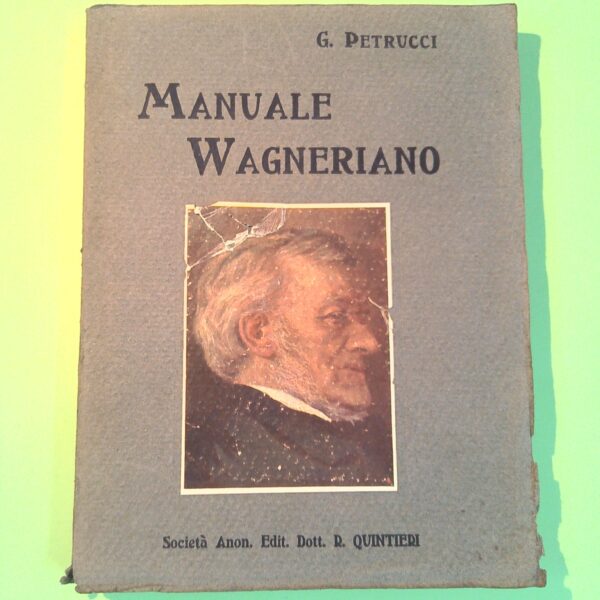 G. PETRUCCI
MANUALE
WAGNERIANO
Società Anon. Edit. Dott. R. QUINTIERI